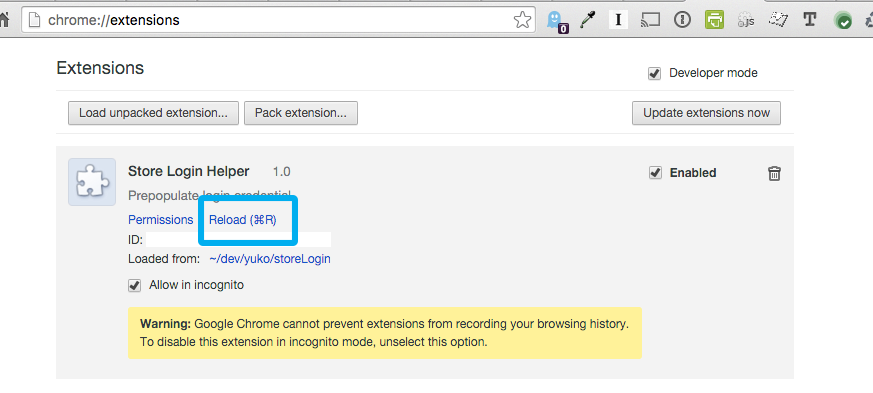 chrome://extensions
0
I
js
T
Extensions
Developer mode
Load unpacked extension...
Pack extension...
Update extensions now
Store Login Helper 1.0
Enabled
Prepopulate login credential
Permissions Reload (⌘R)
ID:
Loaded from: ~/dev/yuko/storeLogin
Allow in incognito
Warning: Google Chrome cannot prevent extensions from recording your browsing history.
To disable this extension in incognito mode, unselect this option.